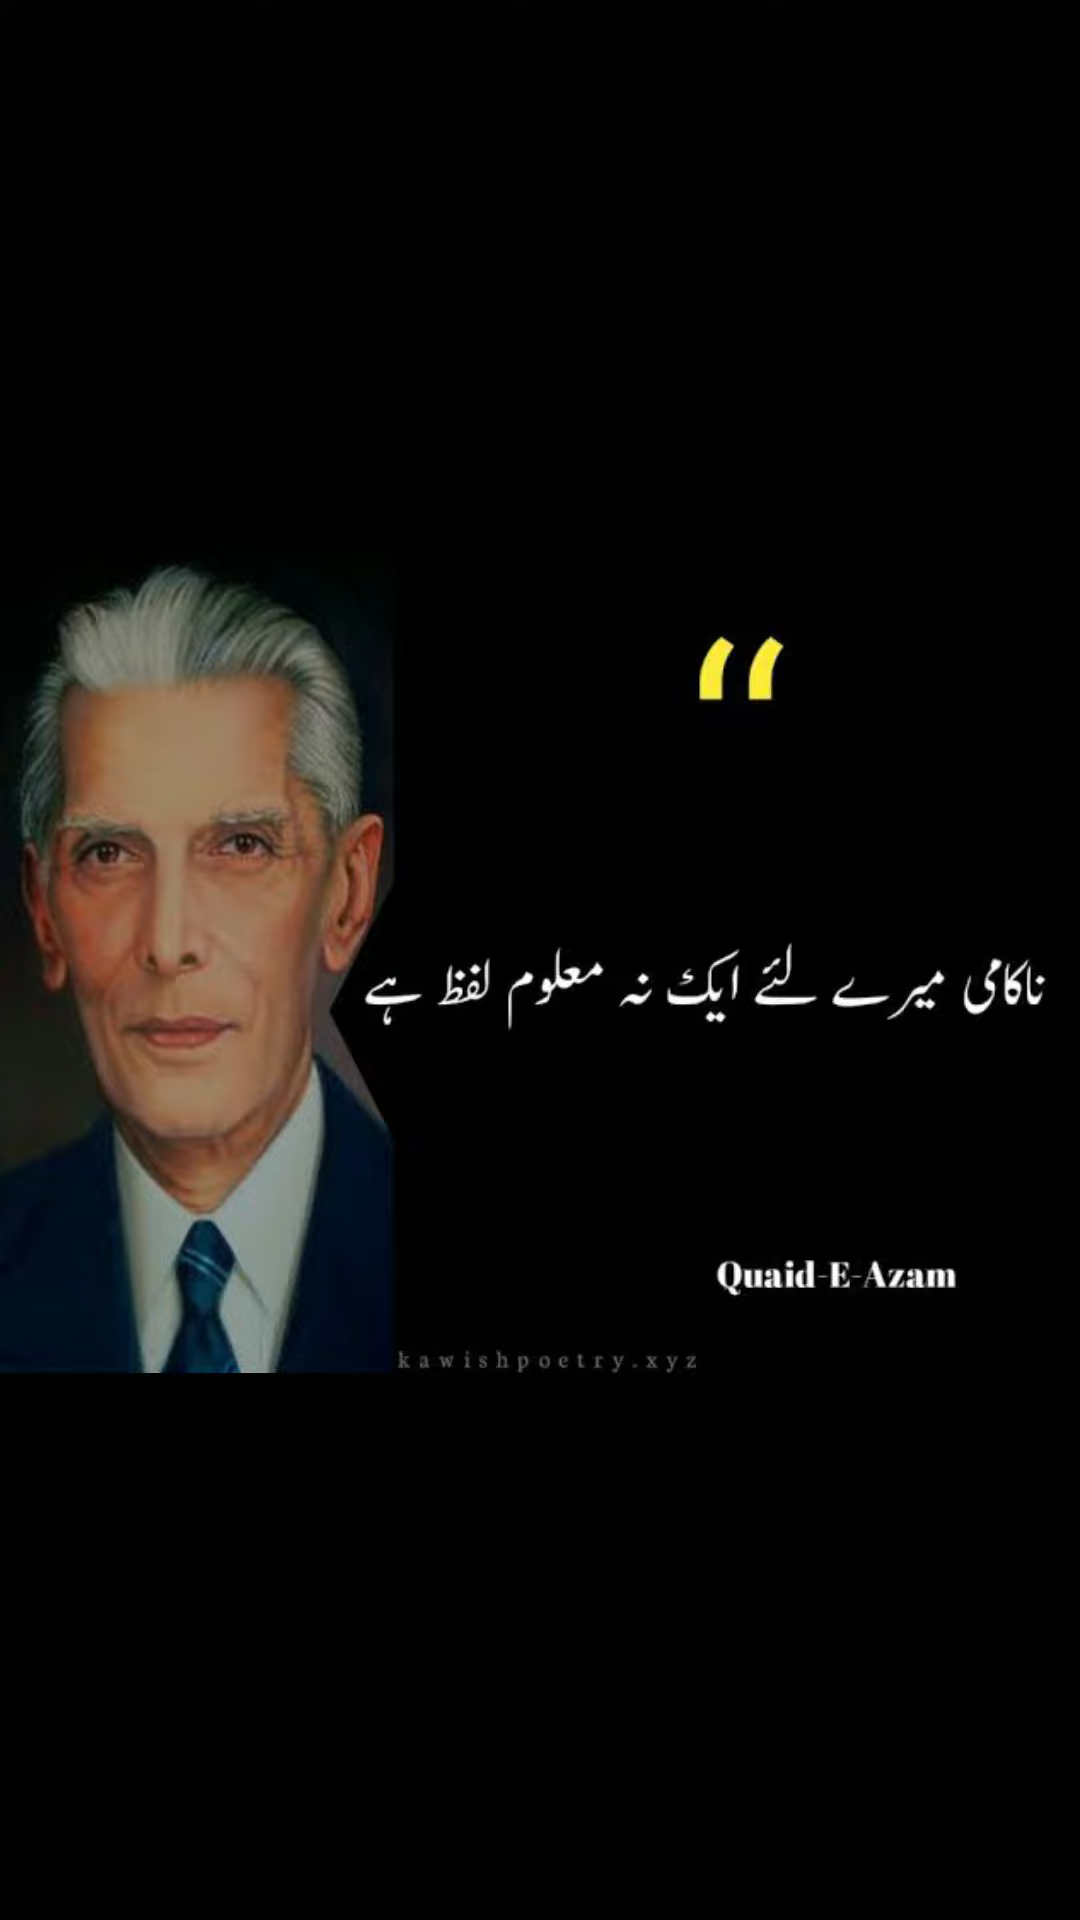 “
ناکامی میرے لئے ایک نہ معلوم لفظ ہے
Quaid-E-Azam
kawishpoetry.xyz